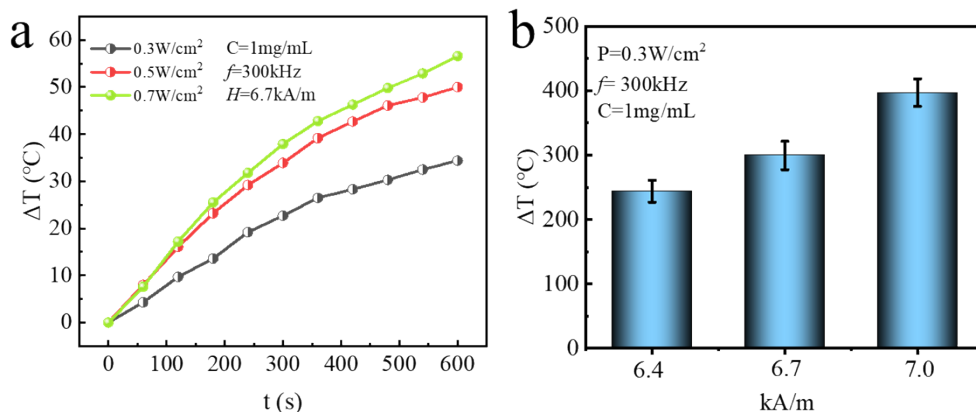 a
0.3W/cm²
0.5W/cm²
0.7W/cm²
C=1mg/mL
f=300kHz
H=6.7kA/m
ΔT (°C)
60
50
40
30
20
10
0
0
100
200
300
400
500
600
t (s)
b
P=0.3W/cm²
f= 300kHz
C=1mg/mL
ΔT (°C)
500
400
300
200
100
0
6.4
6.7
7.0
kA/m